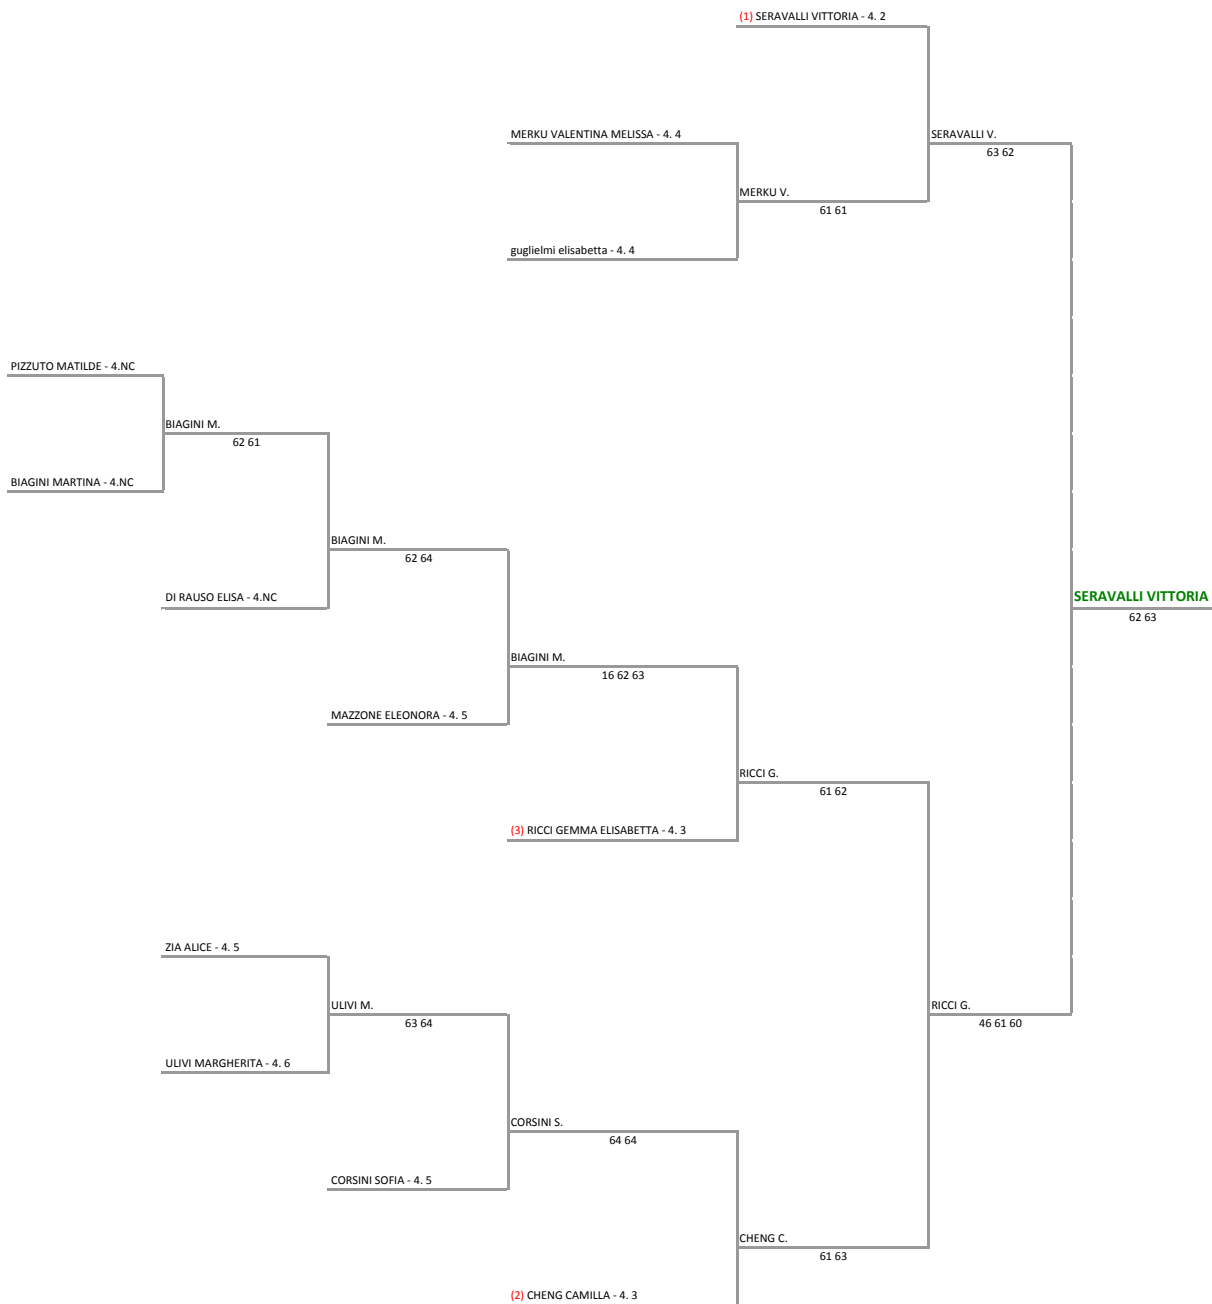 (1) SERAVALLI VITTORIA - 4. 2
MERKU VALENTINA MELISSA - 4. 4
SERAVALLI V.
63 62
MERKU V.
61 61
guglielmi elisabetta - 4. 4
PIZZUTO MATILDE - 4.NC
BIAGINI M.
62 61
BIAGINI MARTINA - 4.NC
BIAGINI M.
62 64
DI RAUSO ELISA - 4.NC
SERAVALLI VITTORIA
62 63
BIAGINI M.
16 62 63
MAZZONE ELEONORA - 4. 5
RICCI G.
61 62
(3) RICCI GEMMA ELISABETTA - 4. 3
ZIA ALICE - 4. 5
ULIVI M.
63 64
RICCI G.
46 61 60
ULIVI MARGHERITA - 4. 6
CORSINI S.
64 64
CORSINI SOFIA - 4. 5
CHENG C.
61 63
(2) CHENG CAMILLA - 4. 3